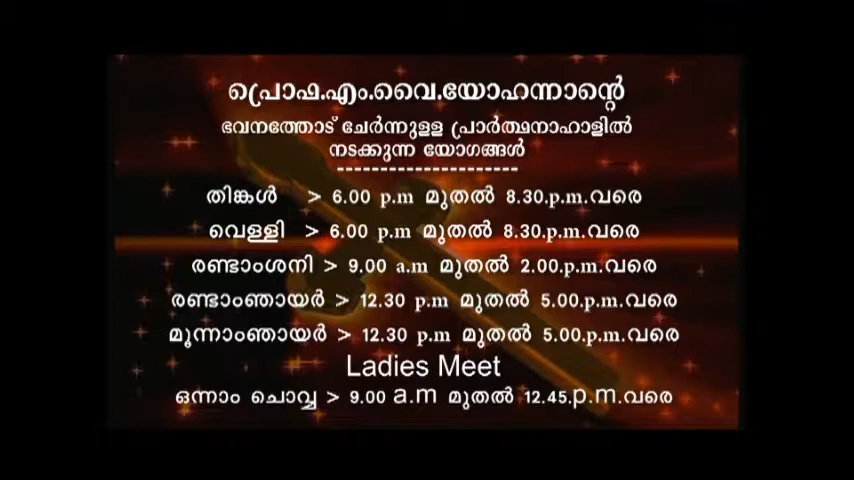 പ്രൊഫ.എം.വൈ.യോഹന്നാന്റെ
ഭവനത്തോട് ചേർന്നുള്ള പ്രാർത്ഥനാഹാളിൽ
നടക്കുന്ന യോഗങ്ങൾ
---------------------
തിങ്കൾ > 6.00 p.m മുതൽ 8.30.p.m.വരെ
വെള്ളി > 6.00 p.m മുതൽ 8.30.p.m.വരെ
രണ്ടാംശനി > 9.00 a.m മുതൽ 2.00.p.m.വരെ
രണ്ടാംഞായർ > 12.30 p.m മുതൽ 5.00.p.m.വരെ
മൂന്നാംഞായർ > 12.30 p.m മുതൽ 5.00.p.m.വരെ
Ladies Meet
ഒന്നാം ചൊവ്വ > 9.00 a.m മുതൽ 12.45.p.m.വരെ